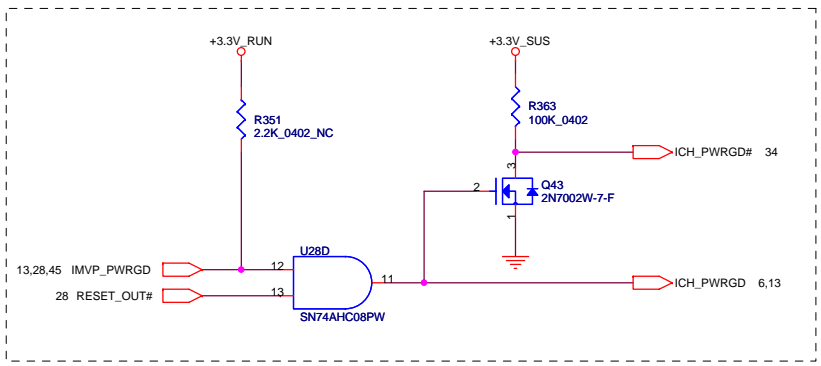 +3.3V_RUN
+3.3V_SUS
R351
2.2K_0402_NC
R363
100K_0402
ICH_PWRGD# 34
3
Q43
2N7002W-7-F
2
1
U28D
13,28,45 IMVP_PWRGD
12
11
ICH_PWRGD 6,13
28 RESET_OUT#
13
SN74AHC08PW